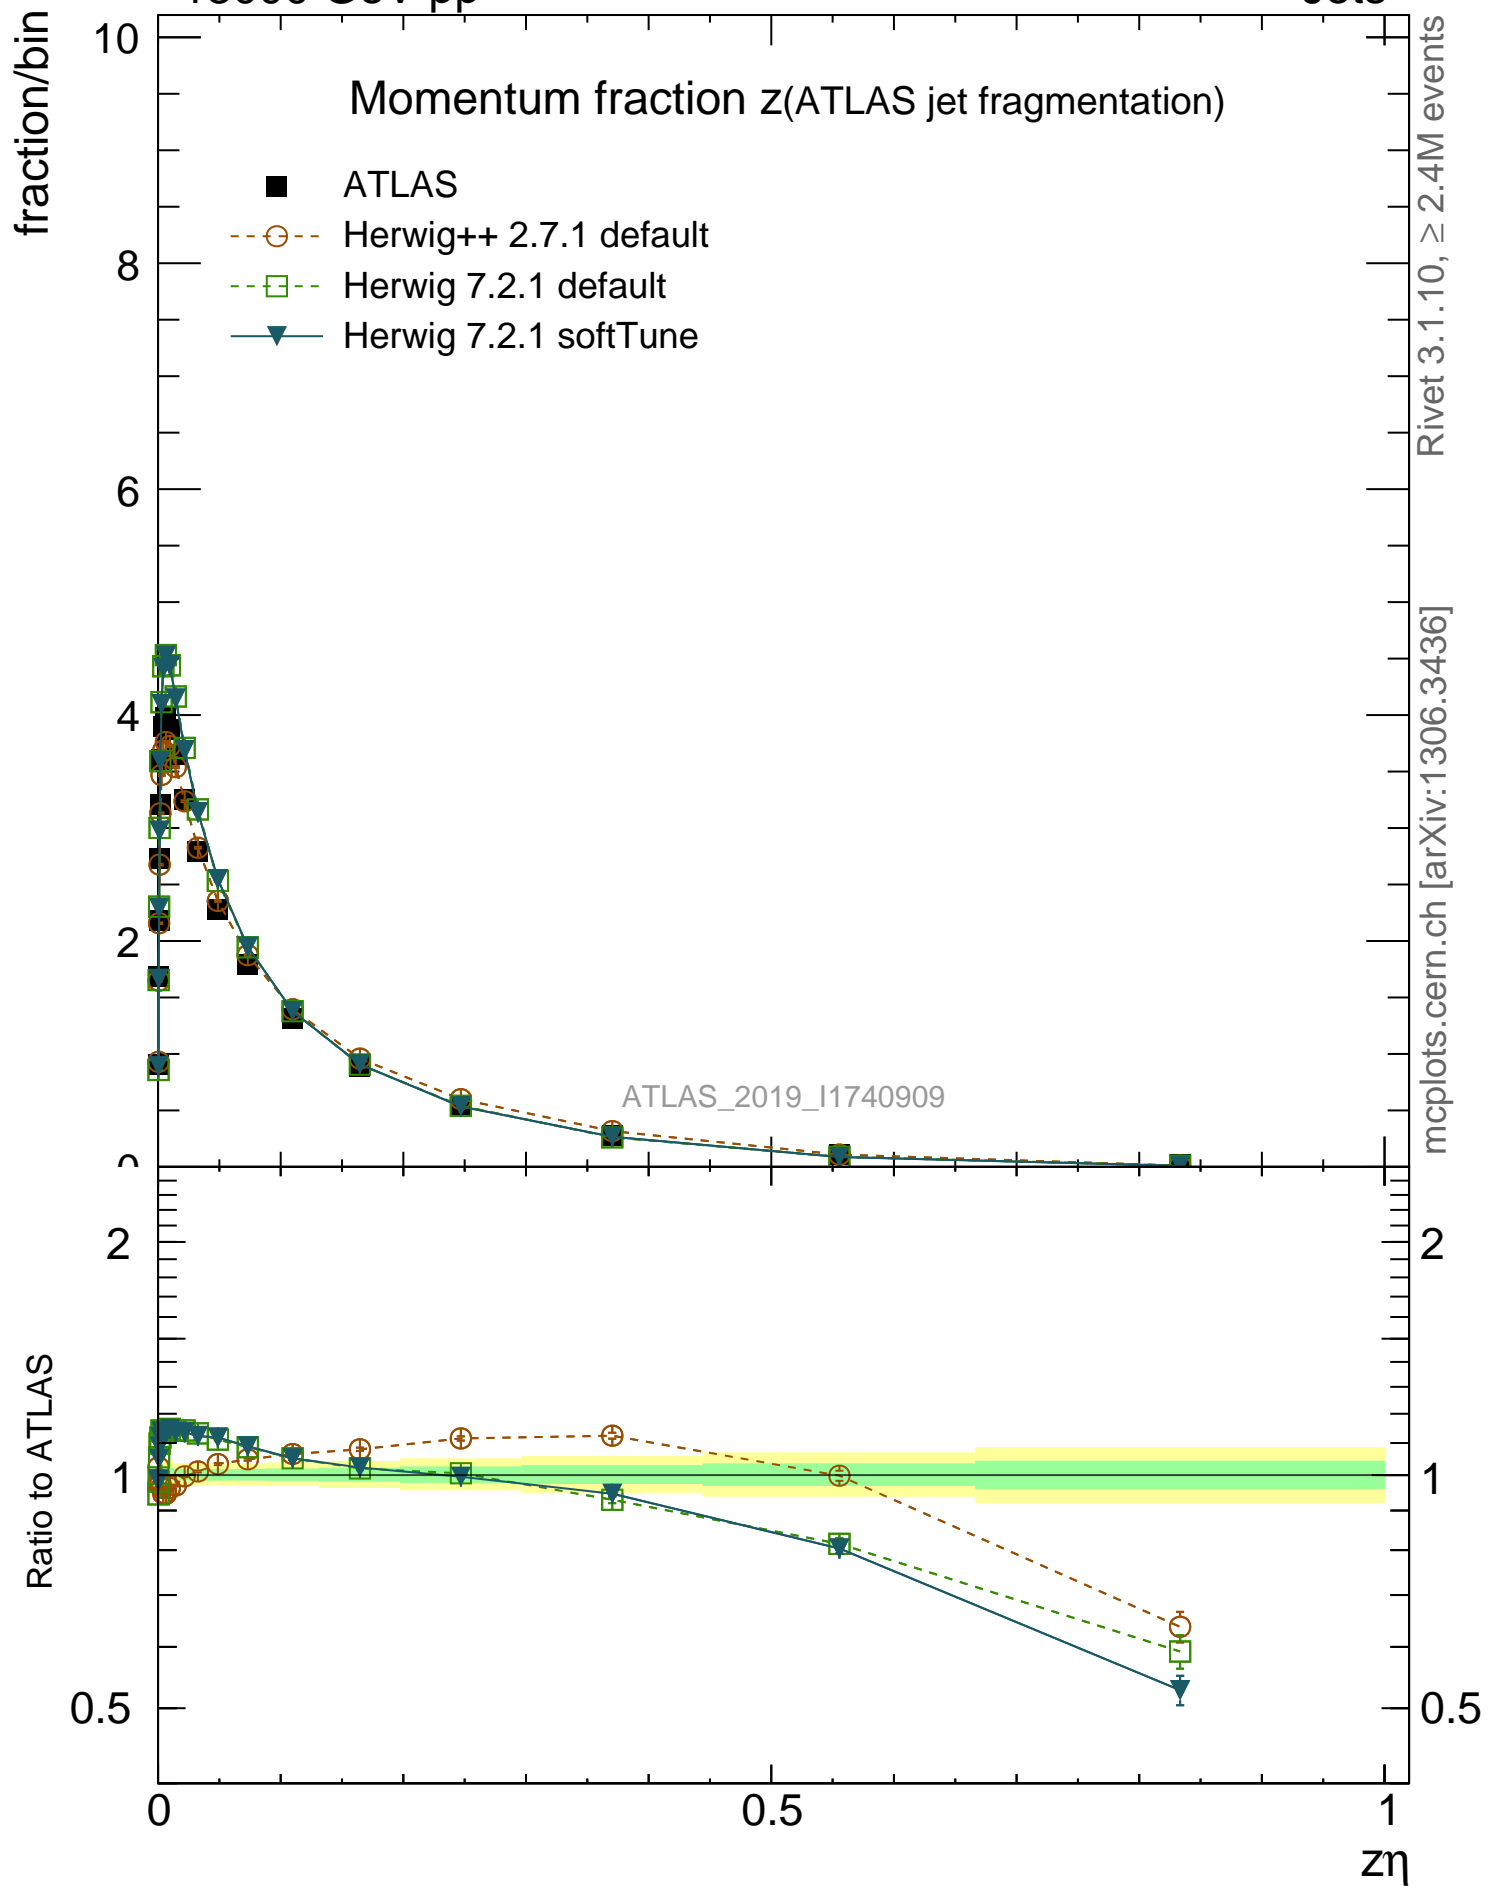 Momentum fraction z(ATLAS jet fragmentation)
ATLAS
Herwig++ 2.7.1 default
Herwig 7.2.1 default
Herwig 7.2.1 softTune
fraction/bin
10
8
6
4
2
0
ATLAS_2019_I1740909
Rivet 3.1.10, ≥ 2.4M events
mcplots.cern.ch [arXiv:1306.3436]
Ratio to ATLAS
2
1
0.5
2
1
0.5
0
0.5
1
zη